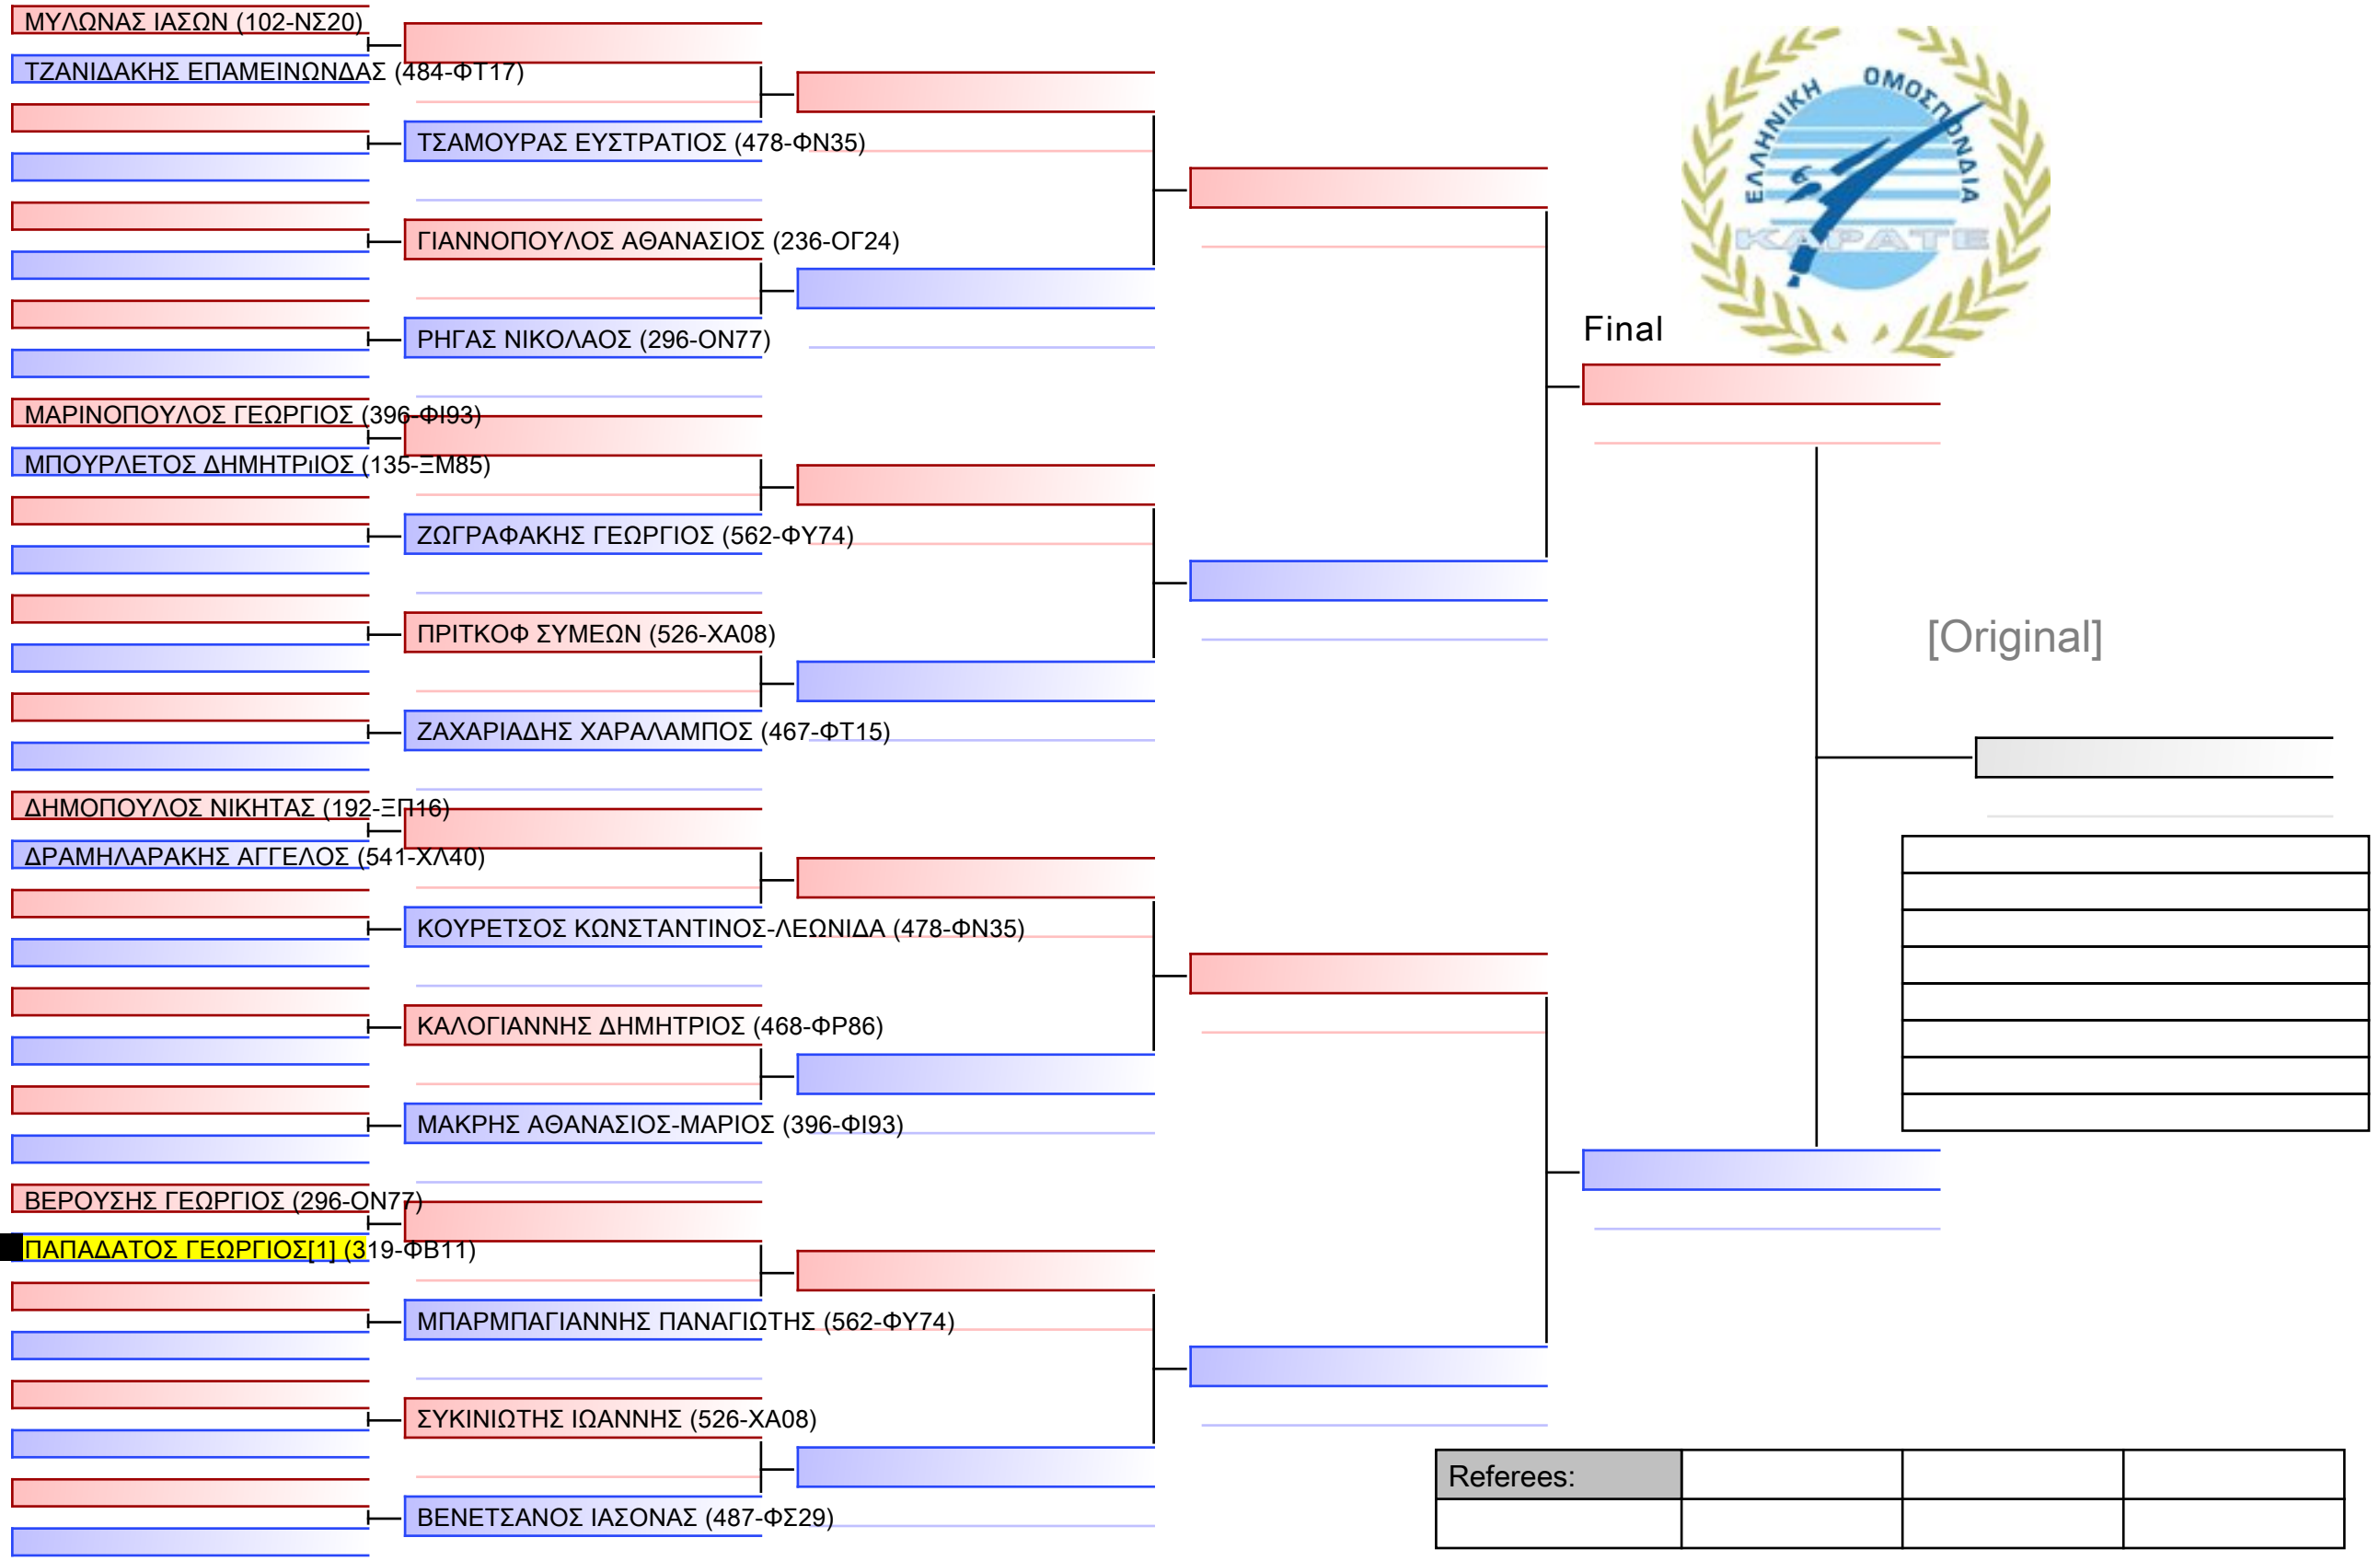 ΜΥΛΩΝΑΣ ΙΑΣΩΝ (102-ΝΣ20)
ΤΖΑΝΙΔΑΚΗΣ ΕΠΑΜΕΙΝΩΝΔΑΣ (484-ΦΤ17)
ΤΣΑΜΟΥΡΑΣ ΕΥΣΤΡΑΤΙΟΣ (478-ΦΝ35)
ΓΙΑΝΝΟΠΟΥΛΟΣ ΑΘΑΝΑΣΙΟΣ (236-ΟΓ24)
ΡΗΓΑΣ ΝΙΚΟΛΑΟΣ (296-ΟΝ77)
ΜΑΡΙΝΟΠΟΥΛΟΣ ΓΕΩΡΓΙΟΣ (396-ΦΙ93)
ΜΠΟΥΡΛΕΤΟΣ ΔΗΜΗΤΡιΙΟΣ (135-ΞΜ85)
ΖΩΓΡΑΦΑΚΗΣ ΓΕΩΡΓΙΟΣ (562-ΦΥ74)
ΠΡΙΤΚΟΦ ΣΥΜΕΩΝ (526-ΧΑ08)
ΖΑΧΑΡΙΑΔΗΣ ΧΑΡΑΛΑΜΠΟΣ (467-ΦΤ15)
ΔΗΜΟΠΟΥΛΟΣ ΝΙΚΗΤΑΣ (192-ΞΠ16)
ΔΡΑΜΗΛΑΡΑΚΗΣ ΑΓΓΕΛΟΣ (541-ΧΛ40)
ΚΟΥΡΕΤΣΟΣ ΚΩΝΣΤΑΝΤΙΝΟΣ-ΛΕΩΝΙΔΑ (478-ΦΝ35)
ΚΑΛΟΓΙΑΝΝΗΣ ΔΗΜΗΤΡΙΟΣ (468-ΦΡ86)
ΜΑΚΡΗΣ ΑΘΑΝΑΣΙΟΣ-ΜΑΡΙΟΣ (396-ΦΙ93)
ΒΕΡΟΥΣΗΣ ΓΕΩΡΓΙΟΣ (296-ΟΝ77)
ΠΑΠΑΔΑΤΟΣ ΓΕΩΡΓΙΟΣ[1] (319-ΦΒ11)
ΜΠΑΡΜΠΑΓΙΑΝΝΗΣ ΠΑΝΑΓΙΩΤΗΣ (562-ΦΥ74)
ΣΥΚΙΝΙΩΤΗΣ ΙΩΑΝΝΗΣ (526-ΧΑ08)
ΒΕΝΕΤΣΑΝΟΣ ΙΑΣΟΝΑΣ (487-ΦΣ29)
ΕΛΛΗΝΙΚΗ ΟΜΟΣΠΟΝΔΙΑ
ΚΑΡΑΤΕ
Final
[Original]
Referees: